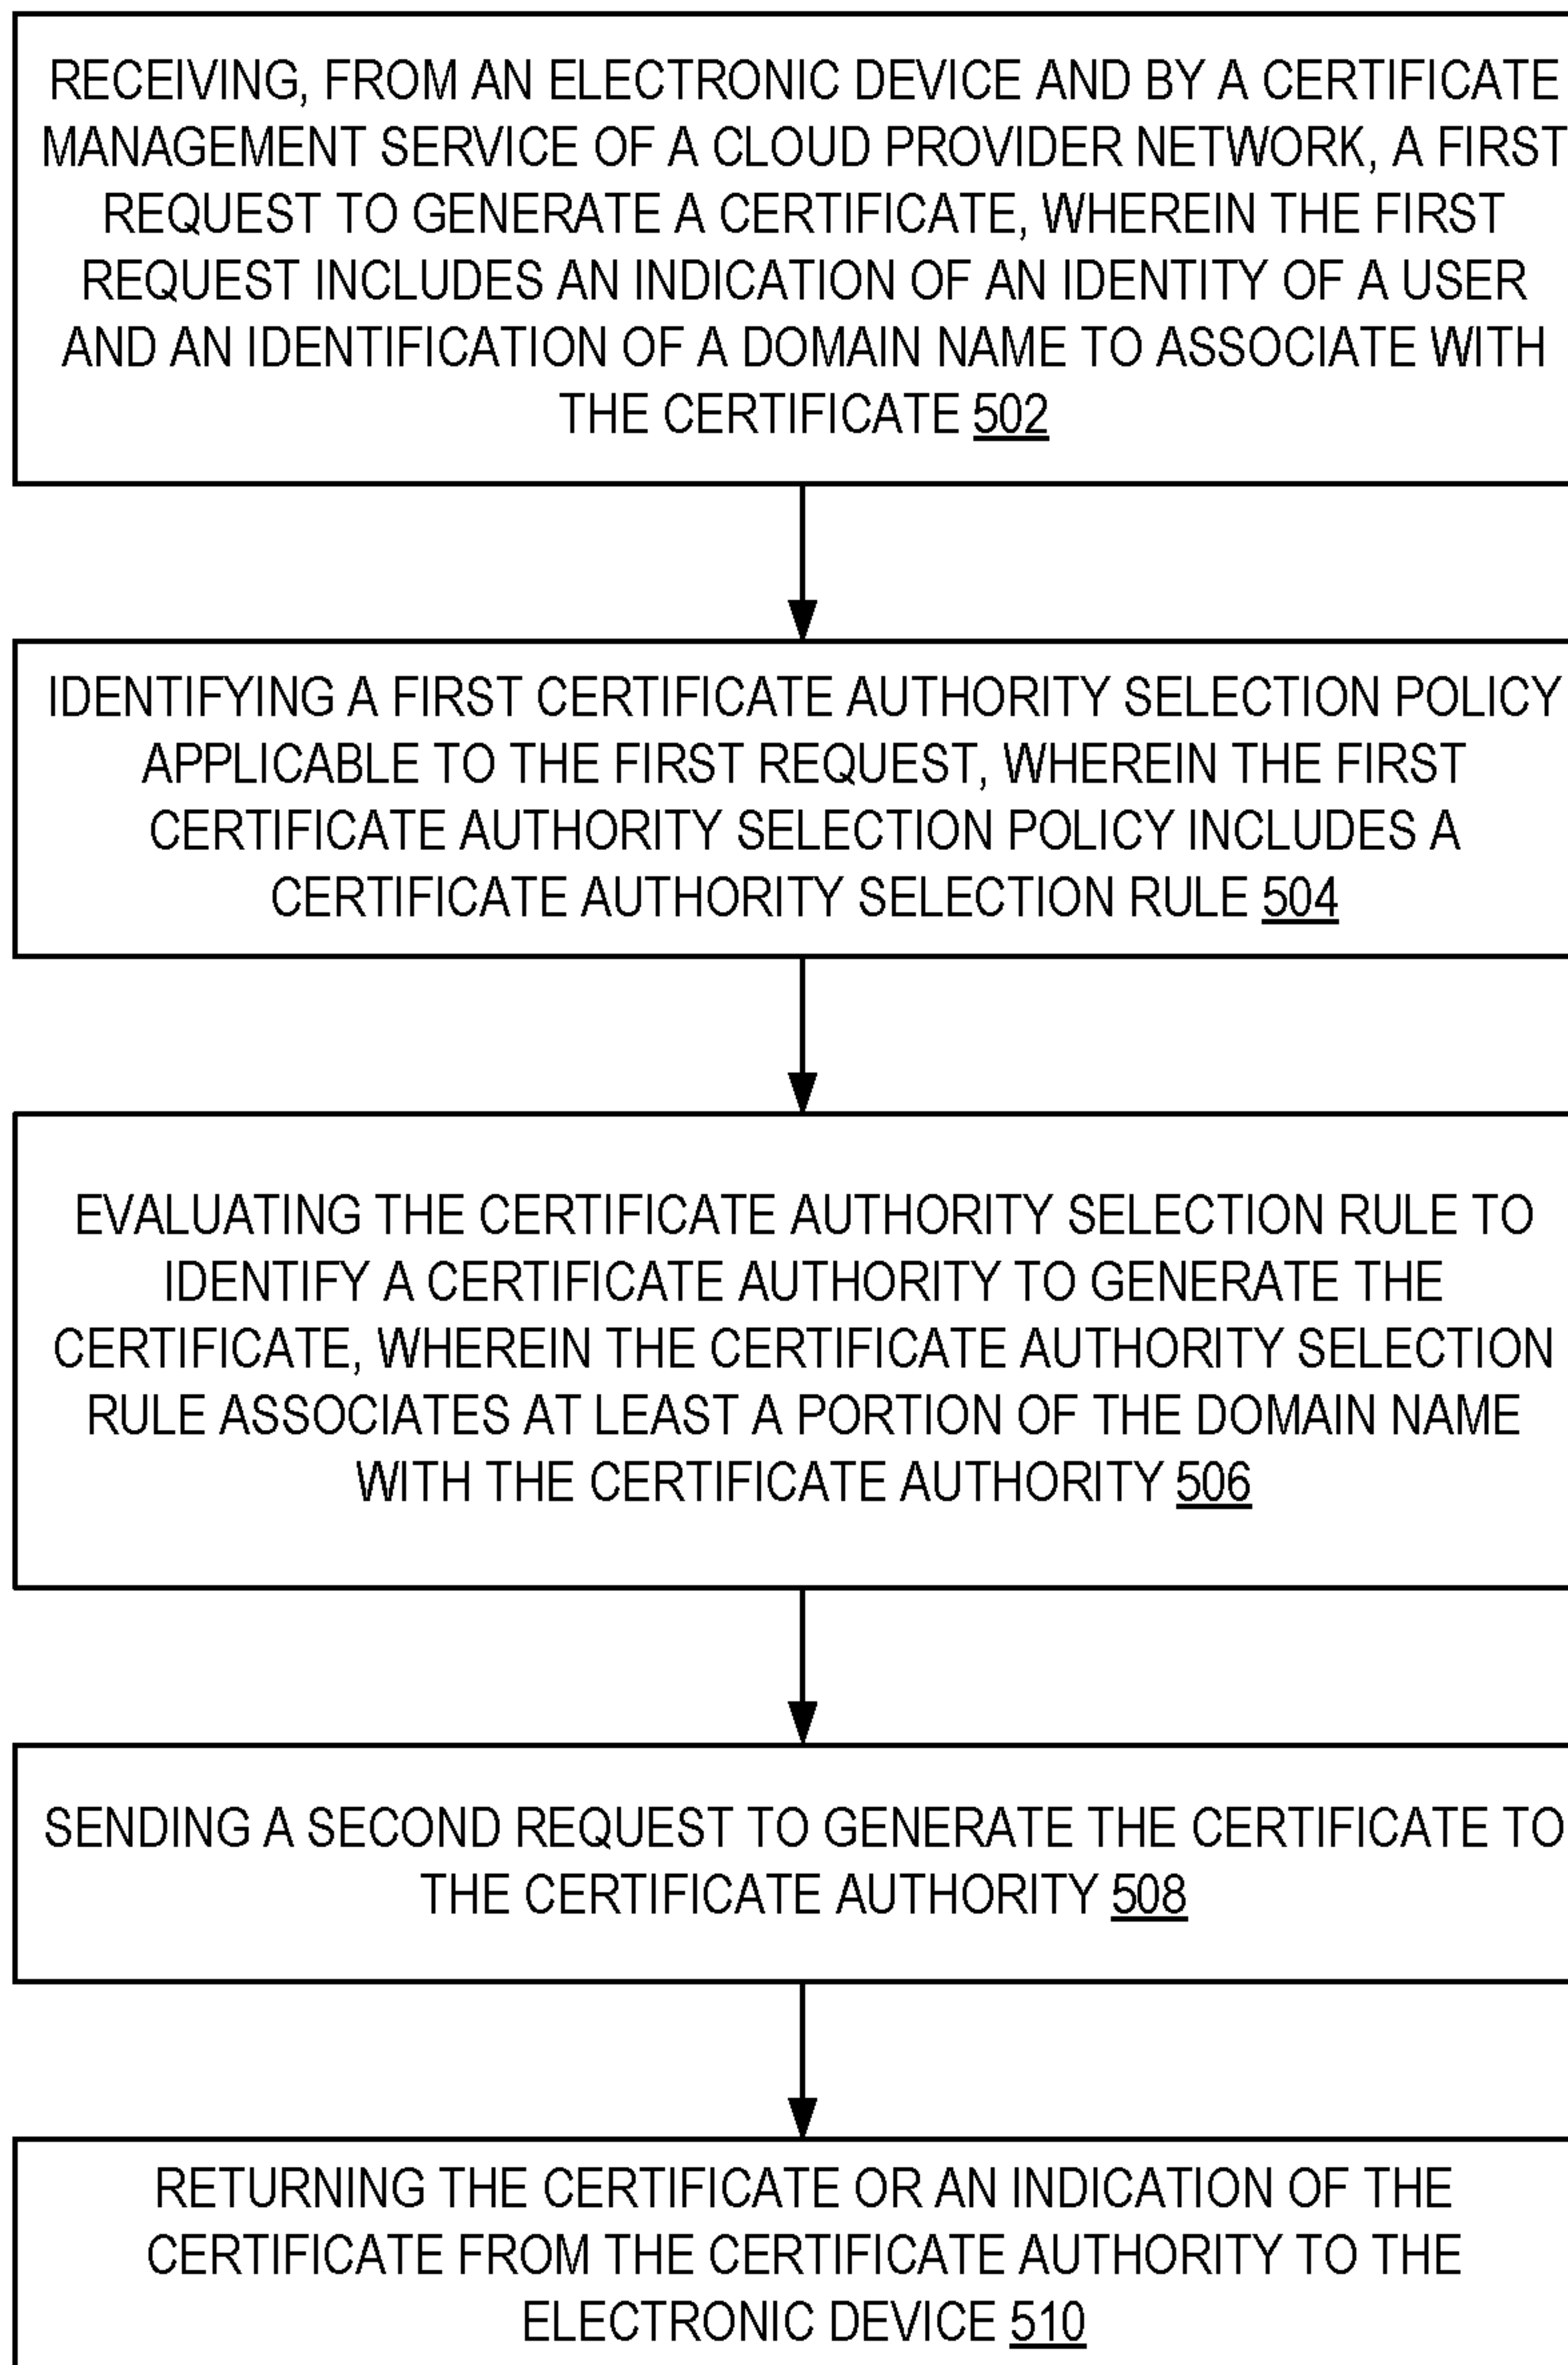 RECEIVING, FROM AN ELECTRONIC DEVICE AND BY A CERTIFICATE
MANAGEMENT SERVICE OF A CLOUD PROVIDER NETWORK, A FIRST
REQUEST TO GENERATE A CERTIFICATE, WHEREIN THE FIRST
REQUEST INCLUDES AN INDICATION OF AN IDENTITY OF A USER
AND AN IDENTIFICATION OF A DOMAIN NAME TO ASSOCIATE WITH
THE CERTIFICATE 502
IDENTIFYING A FIRST CERTIFICATE AUTHORITY SELECTION POLICY
APPLICABLE TO THE FIRST REQUEST, WHEREIN THE FIRST
CERTIFICATE AUTHORITY SELECTION POLICY INCLUDES A
CERTIFICATE AUTHORITY SELECTION RULE 504
EVALUATING THE CERTIFICATE AUTHORITY SELECTION RULE TO
IDENTIFY A CERTIFICATE AUTHORITY TO GENERATE THE
CERTIFICATE, WHEREIN THE CERTIFICATE AUTHORITY SELECTION
RULE ASSOCIATES AT LEAST A PORTION OF THE DOMAIN NAME
WITH THE CERTIFICATE AUTHORITY 506
SENDING A SECOND REQUEST TO GENERATE THE CERTIFICATE TO
THE CERTIFICATE AUTHORITY 508
RETURNING THE CERTIFICATE OR AN INDICATION OF THE
CERTIFICATE FROM THE CERTIFICATE AUTHORITY TO THE
ELECTRONIC DEVICE 510